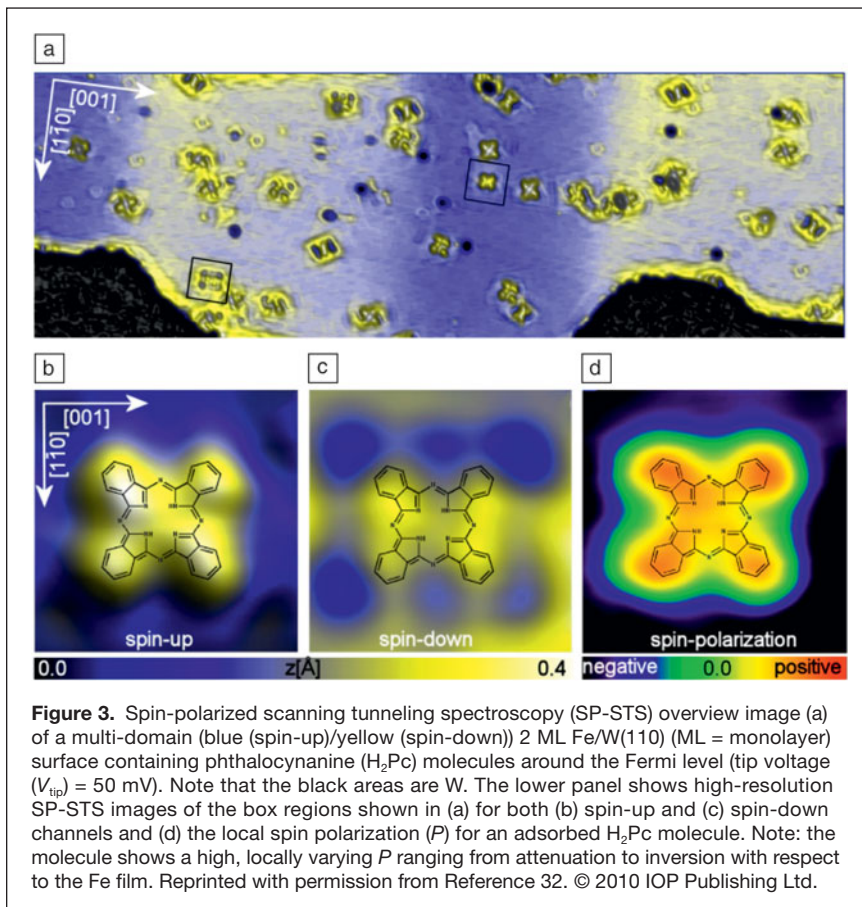 a
[001]
[11̅0]
b
c
d
[001]
[11̅0]
spin-up
spin-down
spin-polarization
0.0
z[Å]
0.4
negative
0.0
positive
Figure 3. Spin-polarized scanning tunneling spectroscopy (SP-STS) overview image (a)
of a multi-domain (blue (spin-up)/yellow (spin-down)) 2 ML Fe/W(110) (ML = monolayer)
surface containing phthalocynanine (H₂Pc) molecules around the Fermi level (tip voltage
(V_tip) = 50 mV). Note that the black areas are W. The lower panel shows high-resolution
SP-STS images of the box regions shown in (a) for both (b) spin-up and (c) spin-down
channels and (d) the local spin polarization (P) for an adsorbed H₂Pc molecule. Note: the
molecule shows a high, locally varying P ranging from attenuation to inversion with respect
to the Fe film. Reprinted with permission from Reference 32. © 2010 IOP Publishing Ltd.